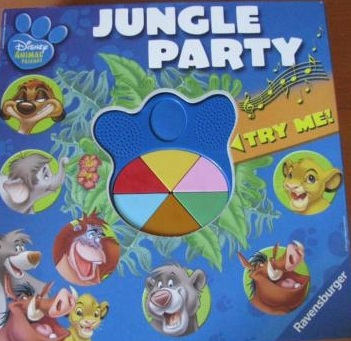 JUNGLE
PARTY
Disney
ANIMAL
FRIENDS
TRY ME!
Ravensburger